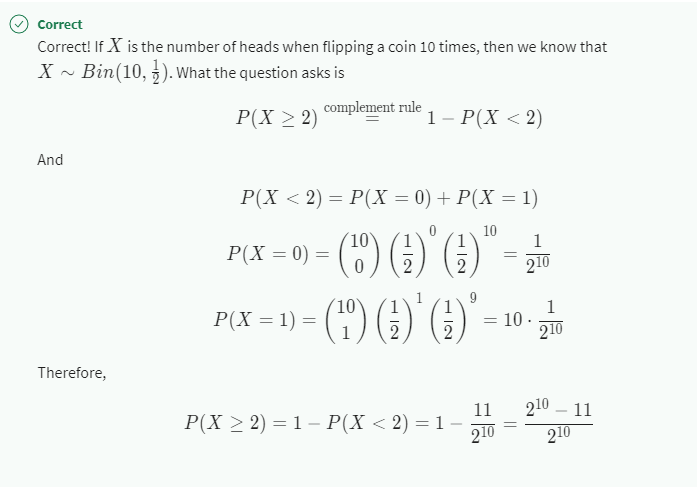 Correct
Correct! If $X$ is the number of heads when flipping a coin 10 times, then we know that
$X \sim Bin(10, \frac{1}{2})$. What the question asks is
$P(X \geq 2) \overset{\text{complement rule}}{=} 1 - P(X < 2)$
And
$P(X < 2) = P(X = 0) + P(X = 1)$
$P(X = 0) = \binom{10}{0} \left(\frac{1}{2}\right)^0 \left(\frac{1}{2}\right)^{10} = \frac{1}{2^{10}}$
$P(X = 1) = \binom{10}{1} \left(\frac{1}{2}\right)^1 \left(\frac{1}{2}\right)^9 = 10 \cdot \frac{1}{2^{10}}$
Therefore,
$P(X \geq 2) = 1 - P(X < 2) = 1 - \frac{11}{2^{10}} = \frac{2^{10} - 11}{2^{10}}$